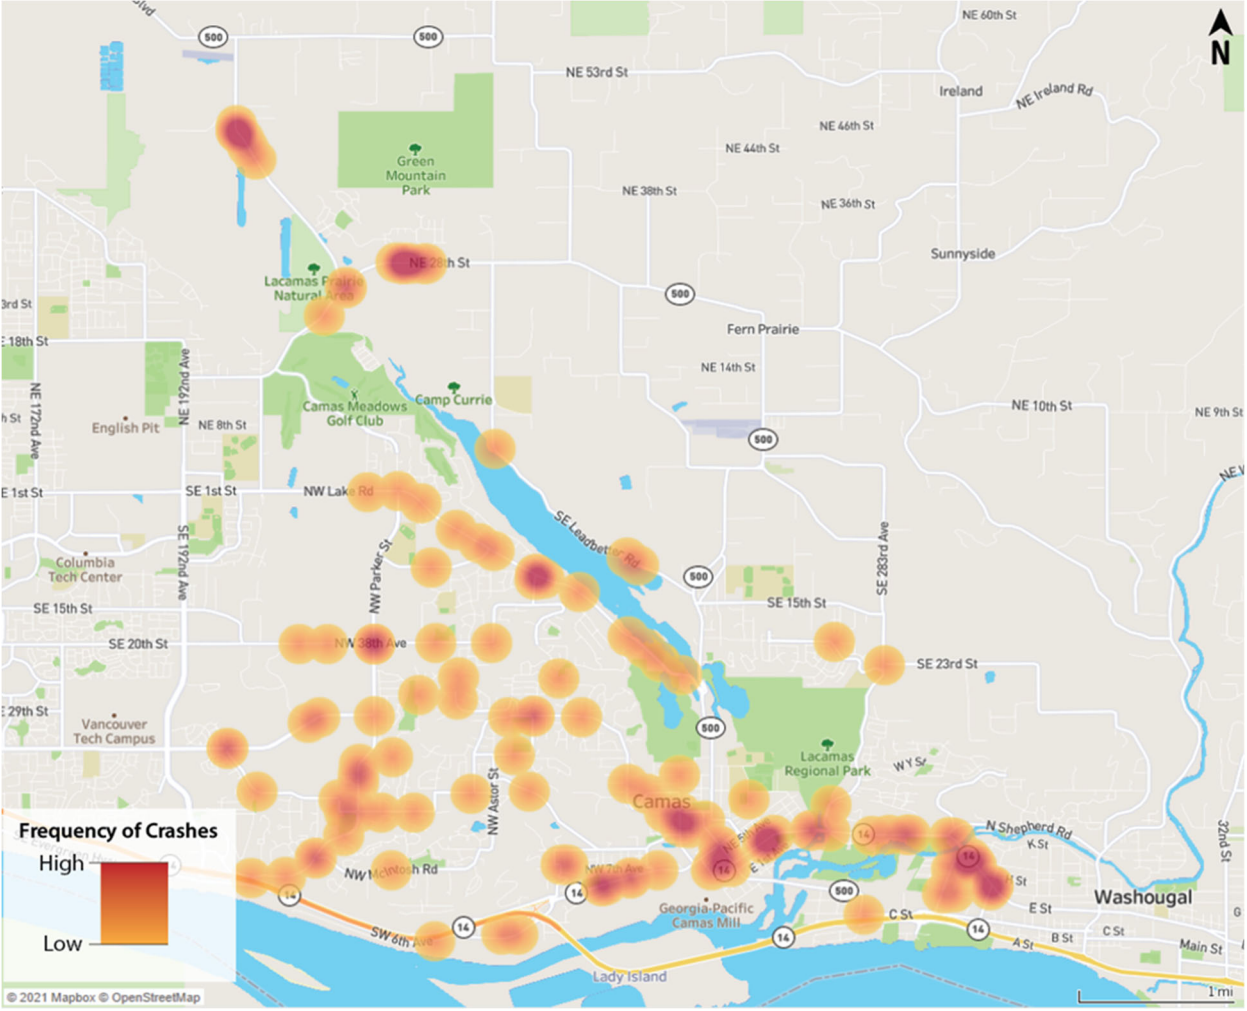 Blvd
500
500
NE 60th St
N
NE 53rd St
Ireland
NE Ireland Rd
NE 46th St
NE 44th St
Green
Mountain
Park
NE 38th St
NE 36th St
Sunnyside
NE 28th St
Lacamas Prairie
Natural Area
500
3rd St
Fern Prairie
E 18th St
NE 192nd Ave
NE 14th St
NE 172nd Ave
Camp Currie
Camas Meadows
Golf Club
NE 10th St
NE 9th St
h St
English Pit
NE 8th St
500
E 1st St
SE 1st St
NW Lake Rd
SE Leadbetter Rd
SE 192nd Ave
NW Parker St
SE 283rd Ave
Columbia
Tech Center
500
SE 15th St
SE 15th St
SE 20th St
NW 38th Ave
SE 23rd St
E 29th St
Vancouver
Tech Campus
500
Lacamas
Regional Park
W Y St
NW Astor St
Camas
Frequency of Crashes
High
Low
NE 5th Ave
14
N Shepherd Rd
K St
32nd St
SE Evergreen
14
NW McIntosh Rd
NW 7th Ave
14
E 1st Ave
14
H St
14
14
500
Washougal
Georgia-Pacific
Camas Mill
E St
C St
C St
G
14
SW 6th Ave
14
14
B St
A St
Main St
Lady Island
© 2021 Mapbox © OpenStreetMap
1 mi